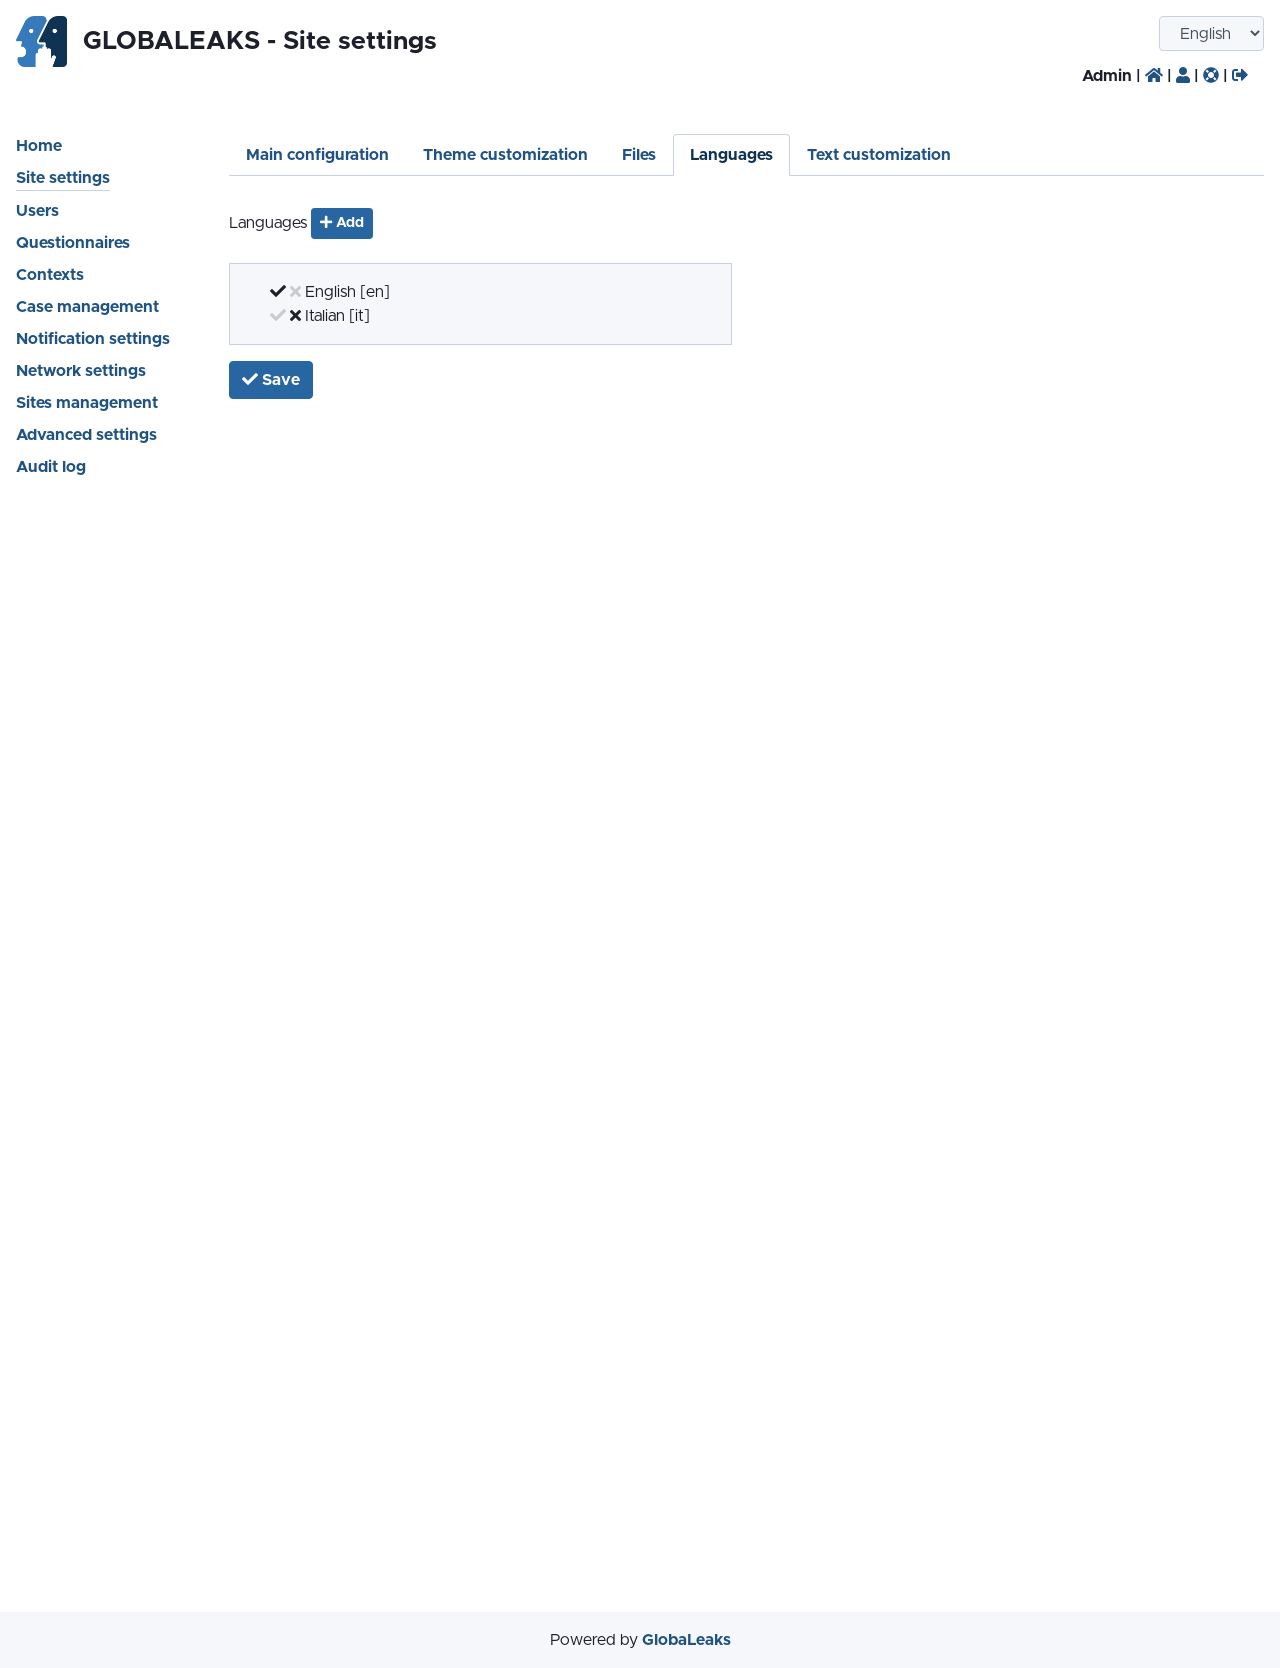 GLOBALEAKS - Site settings
English
Admin | | | |
Home
Site settings
Users
Questionnaires
Contexts
Case management
Notification settings
Network settings
Sites management
Advanced settings
Audit log
Main configuration
Theme customization
Files
Languages
Text customization
Languages Add
English [en]
Italian [it]
Save
Powered by GlobaLeaks